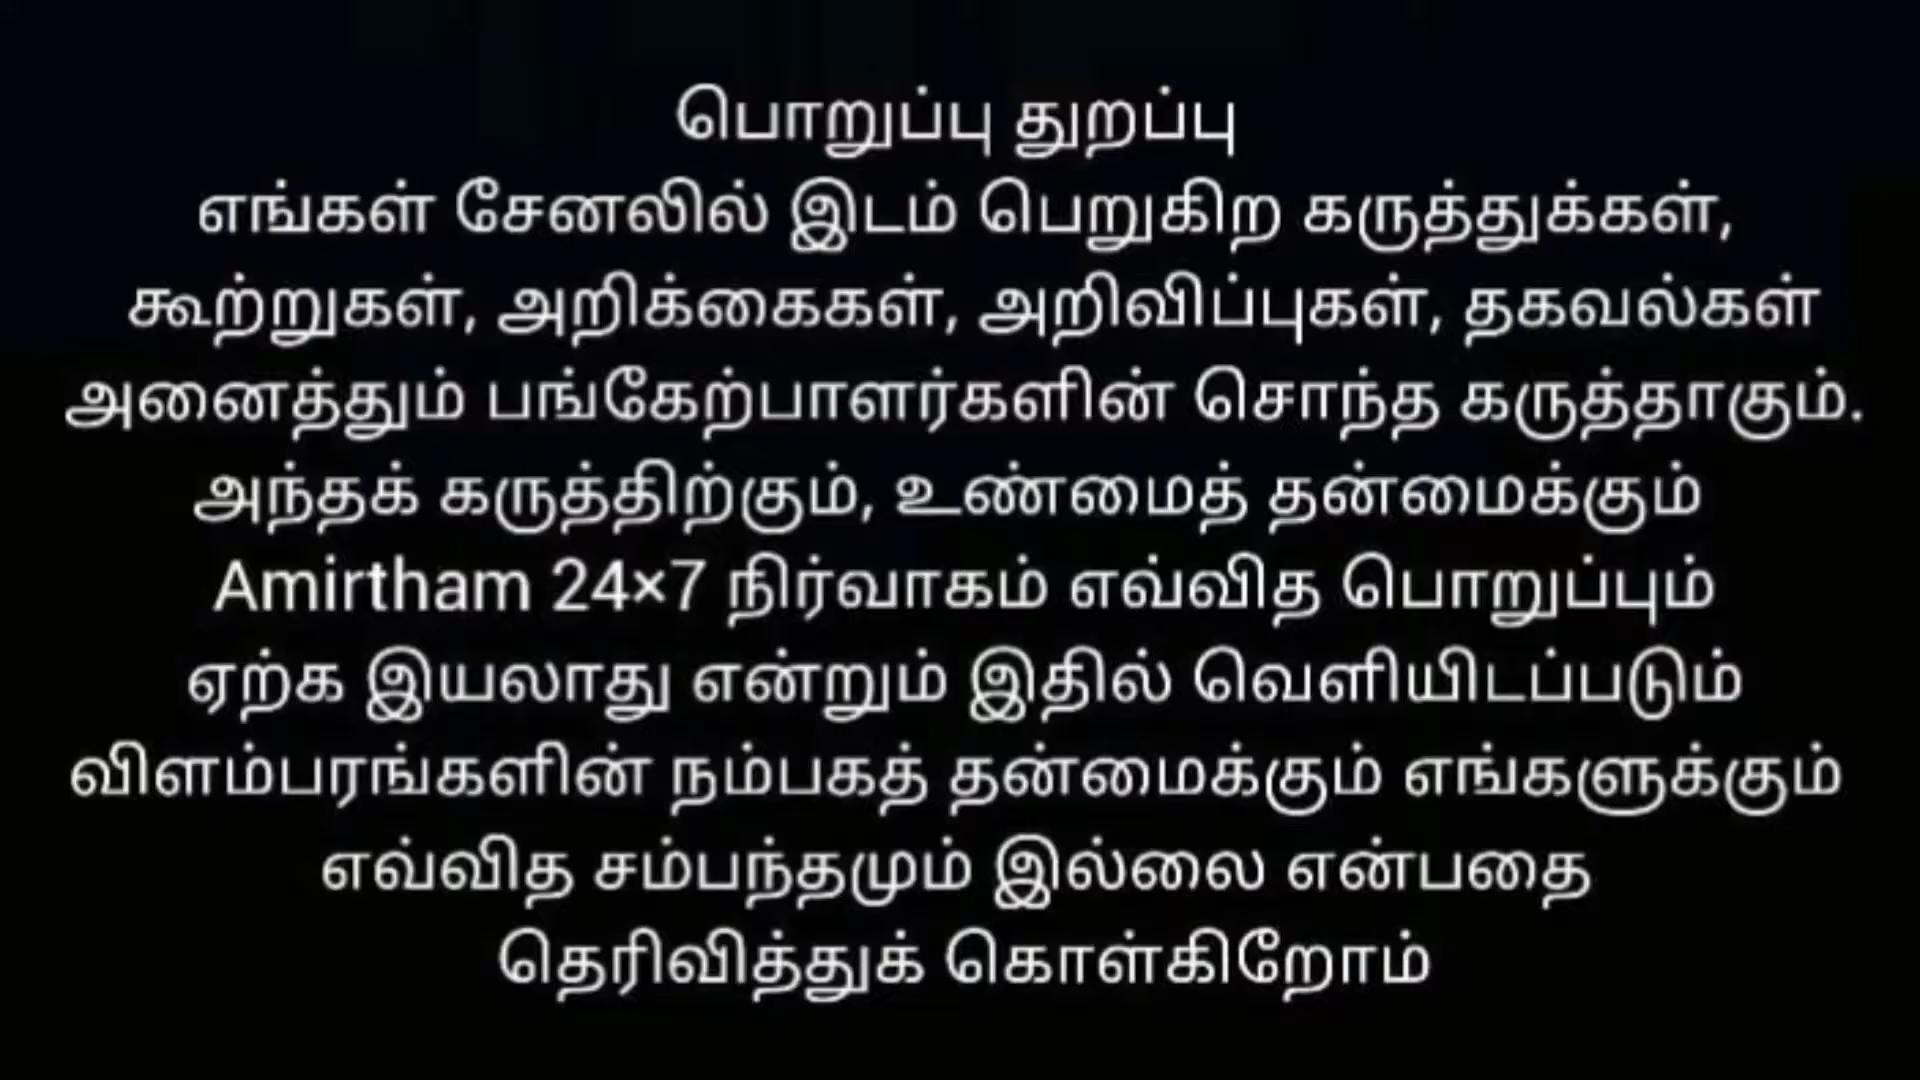 பொறுப்பு துறப்பு
எங்கள் சேனலில் இடம் பெறுகிற கருத்துக்கள்,
கூற்றுகள், அறிக்கைகள், அறிவிப்புகள், தகவல்கள்
அனைத்தும் பங்கேற்பாளர்களின் சொந்த கருத்தாகும்.
அந்தக் கருத்திற்கும், உண்மைத் தன்மைக்கும்
Amirtham 24×7 நிர்வாகம் எவ்வித பொறுப்பும்
ஏற்க இயலாது என்றும் இதில் வெளியிடப்படும்
விளம்பரங்களின் நம்பகத் தன்மைக்கும் எங்களுக்கும்
எவ்வித சம்பந்தமும் இல்லை என்பதை
தெரிவித்துக் கொள்கிறோம்